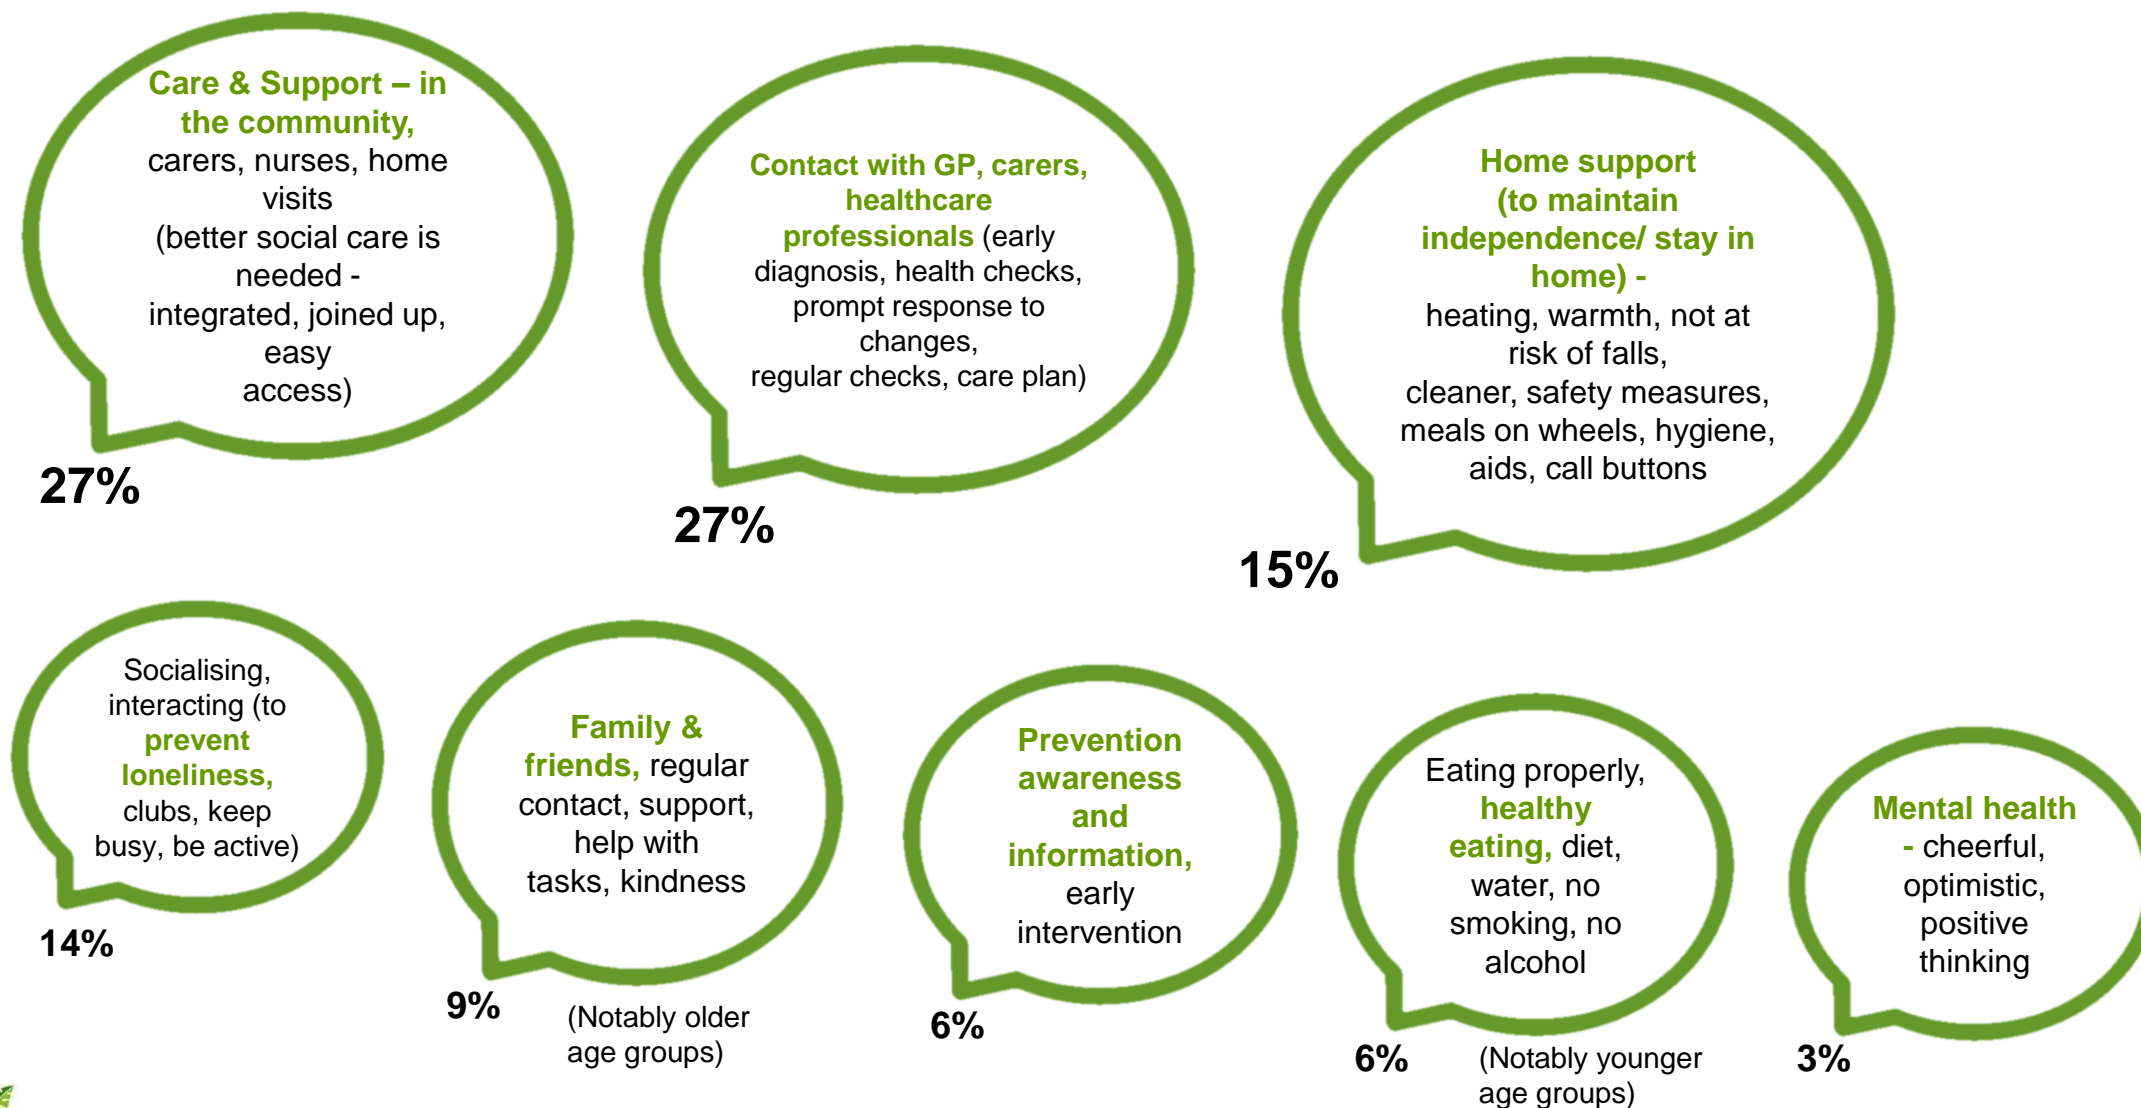 Care & Support – in
the community,
carers, nurses, home
visits
(better social care is
needed -
integrated, joined up,
easy
access)
27%
Contact with GP, carers,
healthcare
professionals (early
diagnosis, health checks,
prompt response to
changes,
regular checks, care plan)
27%
Home support
(to maintain
independence/ stay in
home) -
heating, warmth, not at
risk of falls,
cleaner, safety measures,
meals on wheels, hygiene,
aids, call buttons
15%
Socialising,
interacting (to
prevent
loneliness,
clubs, keep
busy, be active)
14%
Family &
friends, regular
contact, support,
help with
tasks, kindness
9%
(Notably older
age groups)
Prevention
awareness
and
information,
early
intervention
6%
Eating properly,
healthy
eating, diet,
water, no
smoking, no
alcohol
6%
(Notably younger
age groups)
Mental health
- cheerful,
optimistic,
positive
thinking
3%